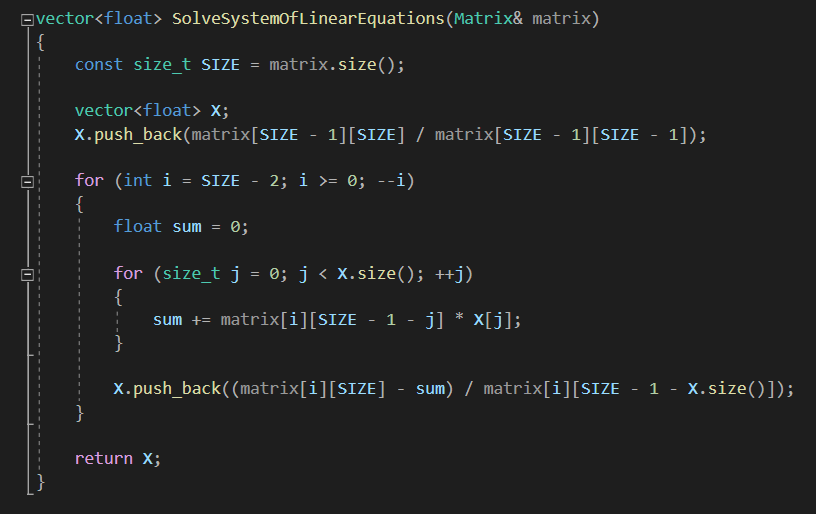 vector<float> SolveSystemOfLinearEquations(Matrix& matrix)
{
    const size_t SIZE = matrix.size();

    vector<float> X;
    X.push_back(matrix[SIZE - 1][SIZE] / matrix[SIZE - 1][SIZE - 1]);

    for (int i = SIZE - 2; i >= 0; --i)
    {
        float sum = 0;

        for (size_t j = 0; j < X.size(); ++j)
        {
            sum += matrix[i][SIZE - 1 - j] * X[j];
        }

        X.push_back((matrix[i][SIZE] - sum) / matrix[i][SIZE - 1 - X.size()]);
    }

    return X;
}